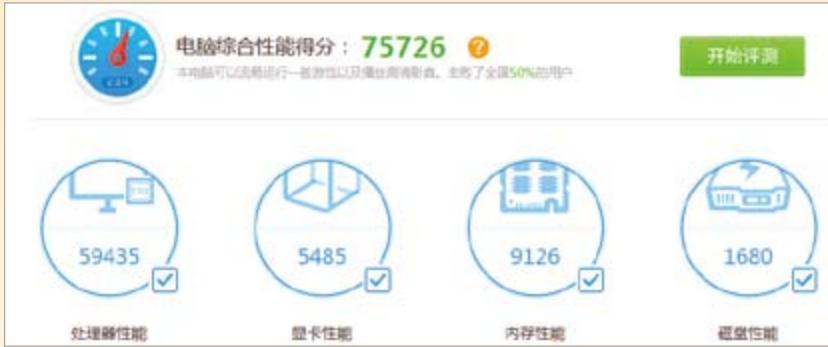 电脑综合性能得分：75726 ?
开始评测
本电脑可以流畅运行一般游戏以及播放高清影音。击败了全国50%的用户
59435 5485 9126 1680
处理器性能 显卡性能 内存性能 磁盘性能